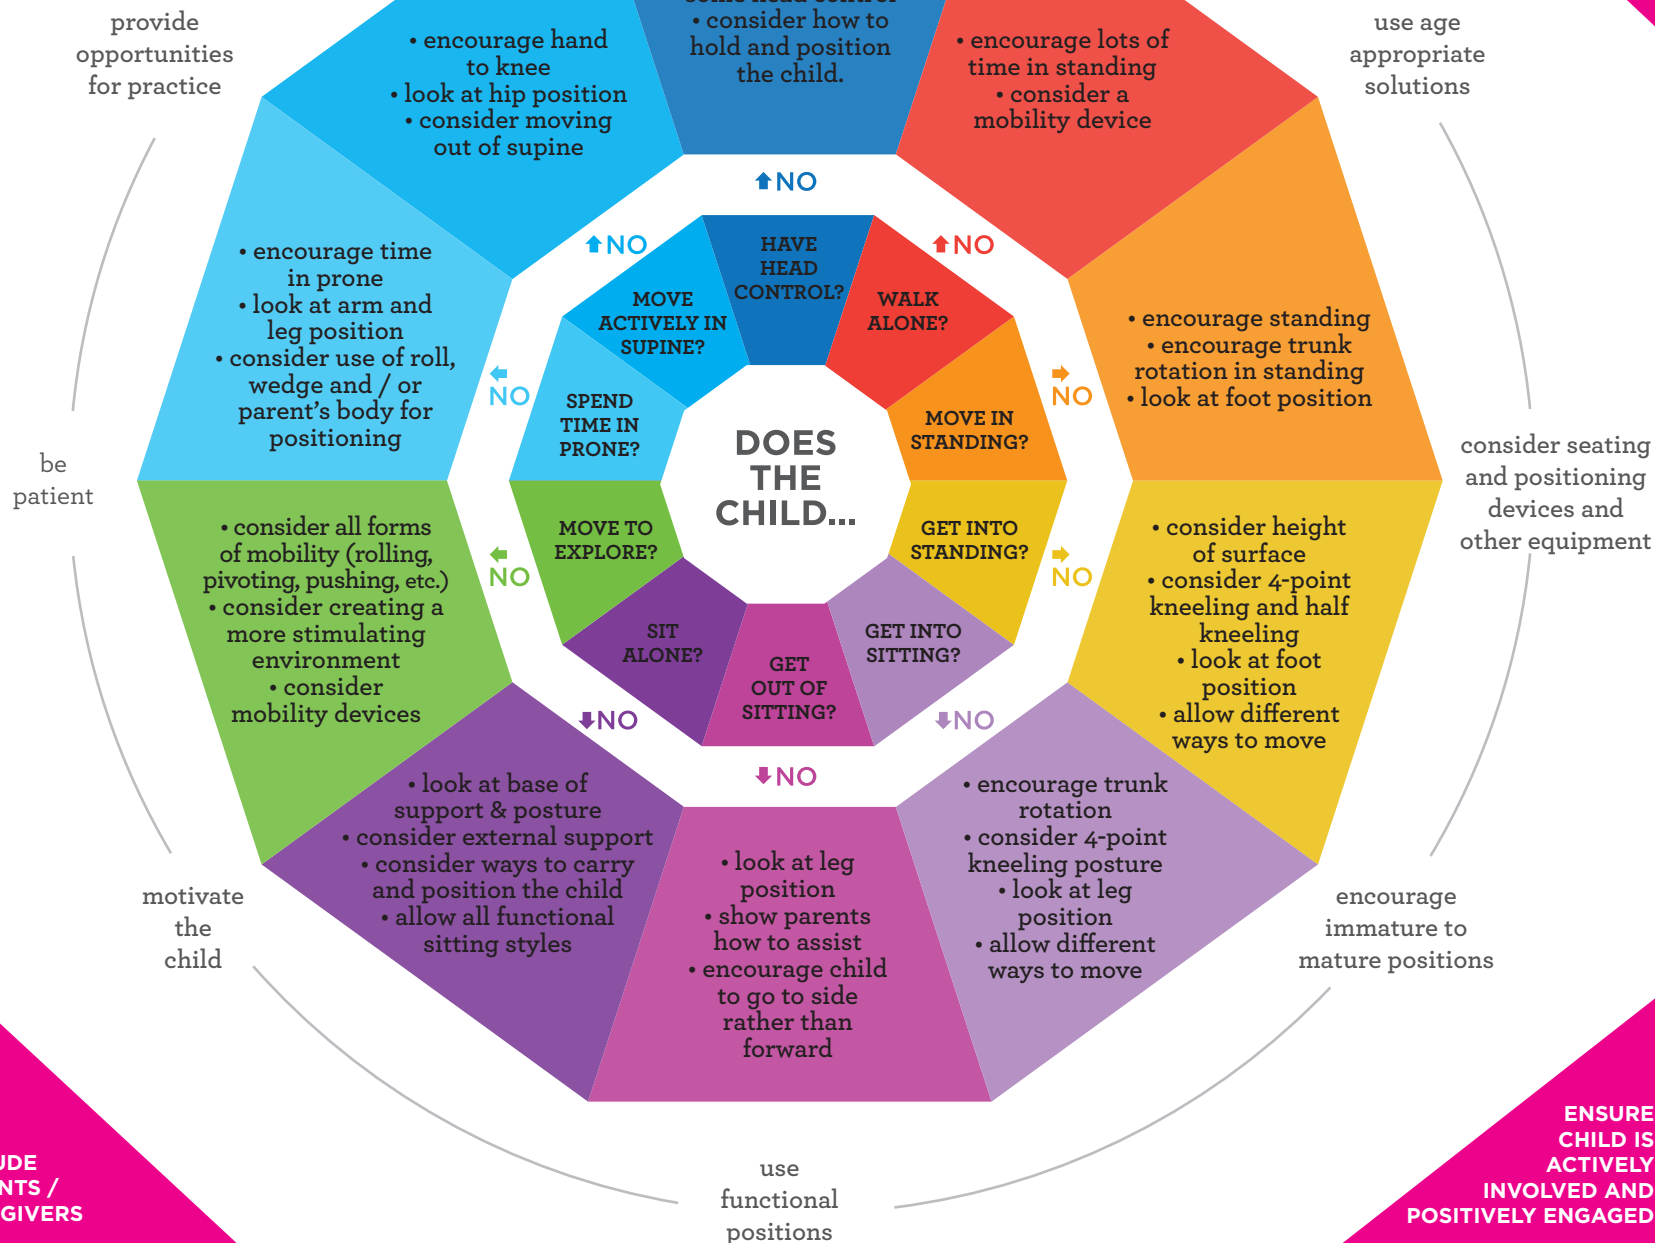 provide
opportunities
for practice
• encourage hand
to knee
• look at hip position
• consider moving
out of supine
some head control
• consider how to
hold and position
the child.
• encourage lots of
time in standing
• consider a
mobility device
use age
appropriate
solutions
NO
NO
NO
• encourage time
in prone
• look at arm and
leg position
• consider use of roll,
wedge and / or
parent's body for
positioning
NO
HAVE
HEAD
CONTROL?
MOVE
ACTIVELY IN
SUPINE?
WALK
ALONE?
SPEND
TIME IN
PRONE?
MOVE IN
STANDING?
NO
• encourage standing
• encourage trunk
rotation in standing
• look at foot position
DOES
THE
CHILD...
be
patient
consider seating
and positioning
devices and
other equipment
• consider all forms
of mobility (rolling,
pivoting, pushing, etc.)
• consider creating a
more stimulating
environment
• consider
mobility devices
NO
MOVE TO
EXPLORE?
GET INTO
STANDING?
NO
• consider height
of surface
• consider 4-point
kneeling and half
kneeling
• look at foot
position
• allow different
ways to move
SIT
ALONE?
GET
OUT OF
SITTING?
GET INTO
SITTING?
NO
NO
NO
• look at base of
support & posture
• consider external support
• consider ways to carry
and position the child
• allow all functional
sitting styles
• look at leg
position
• show parents
how to assist
• encourage child
to go to side
rather than
forward
• encourage trunk
rotation
• consider 4-point
kneeling posture
• look at leg
position
• allow different
ways to move
motivate
the
child
encourage
immature to
mature positions
use
functional
positions
UDE
NTS /
GIVERS
ENSURE
CHILD IS
ACTIVELY
INVOLVED AND
POSITIVELY ENGAGED